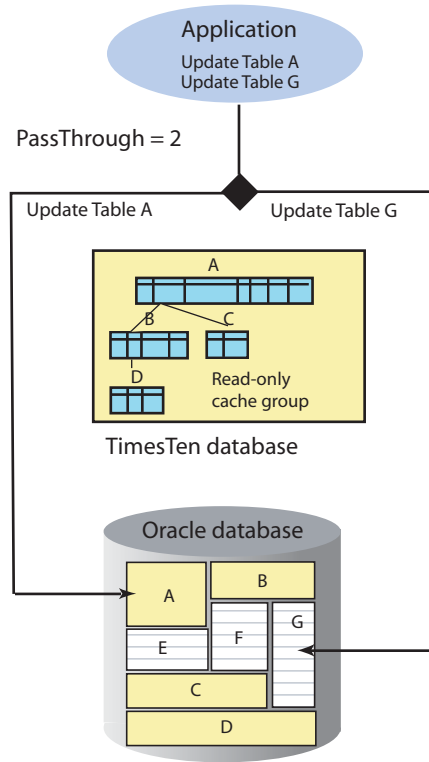 Application
Update Table A
Update Table G
PassThrough = 2
Update Table A
Update Table G
A
B
C
D
Read-only
cache group
TimesTen database
Oracle database
A
B
E
F
G
C
D